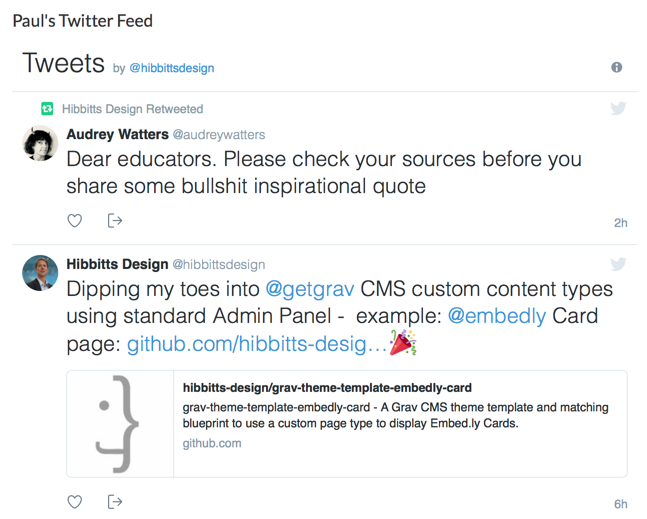 Paul's Twitter Feed
Tweets by @hibbittsdesign
Hibbitts Design Retweeted
Audrey Watters @audreywatters
Dear educators. Please check your sources before you
share some bullshit inspirational quote
2h
Hibbitts Design @hibbittsdesign
Dipping my toes into @getgrav CMS custom content types
using standard Admin Panel - example: @embedly Card
page: github.com/hibbitts-desig…🎉
hibbitts-design/grav-theme-template-embedly-card
grav-theme-template-embedly-card - A Grav CMS theme template and matching
blueprint to use a custom page type to display Embed.ly Cards.
github.com
6h